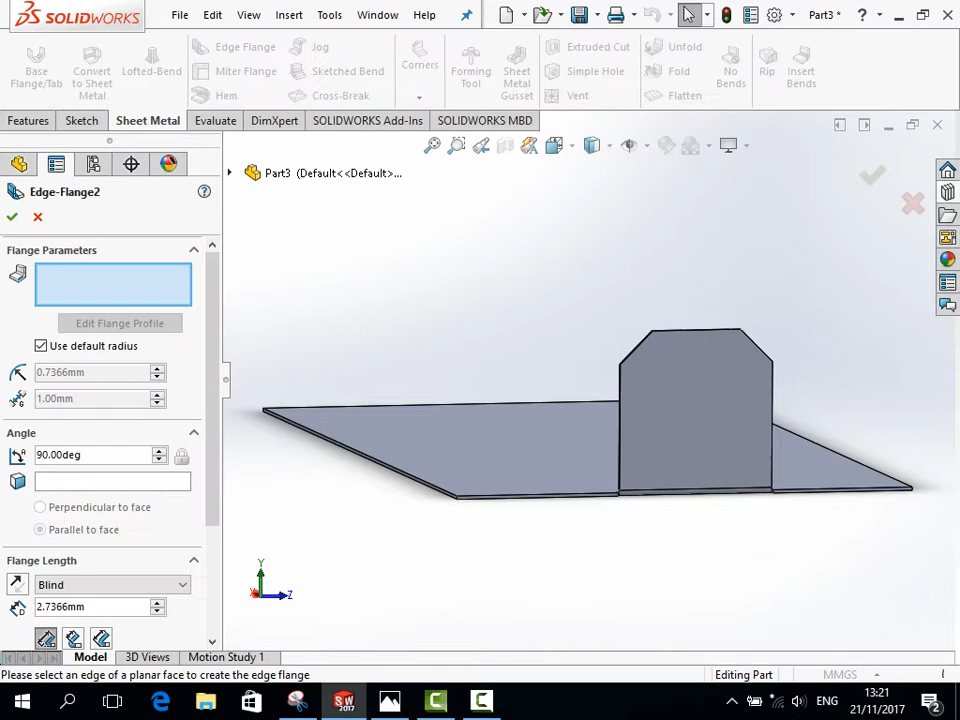 SOLIDWORKS File Edit View Insert Tools Window Help Part3 * ?
Base Flange/Tab
Convert to Sheet Metal
Lofted-Bend
Edge Flange
Miter Flange
Hem
Jog
Sketched Bend
Cross-Break
Corners
Forming Tool
Sheet Metal Gusset
Extruded Cut
Simple Hole
Vent
Unfold
Fold
Flatten
No Bends
Rip
Insert Bends
Features Sketch Sheet Metal Evaluate DimXpert SOLIDWORKS Add-Ins SOLIDWORKS MBD
Part3 (Default<<Default>...
Edge-Flange2
Flange Parameters
Edit Flange Profile
Use default radius
0.7366mm
1.00mm
Angle
90.00deg
Perpendicular to face
Parallel to face
Flange Length
Blind
2.7366mm
Y
Z
Model 3D Views Motion Study 1
Please select an edge of a planar face to create the edge flange Editing Part MMGS
SW 2017
ENG
13:21
21/11/2017
2